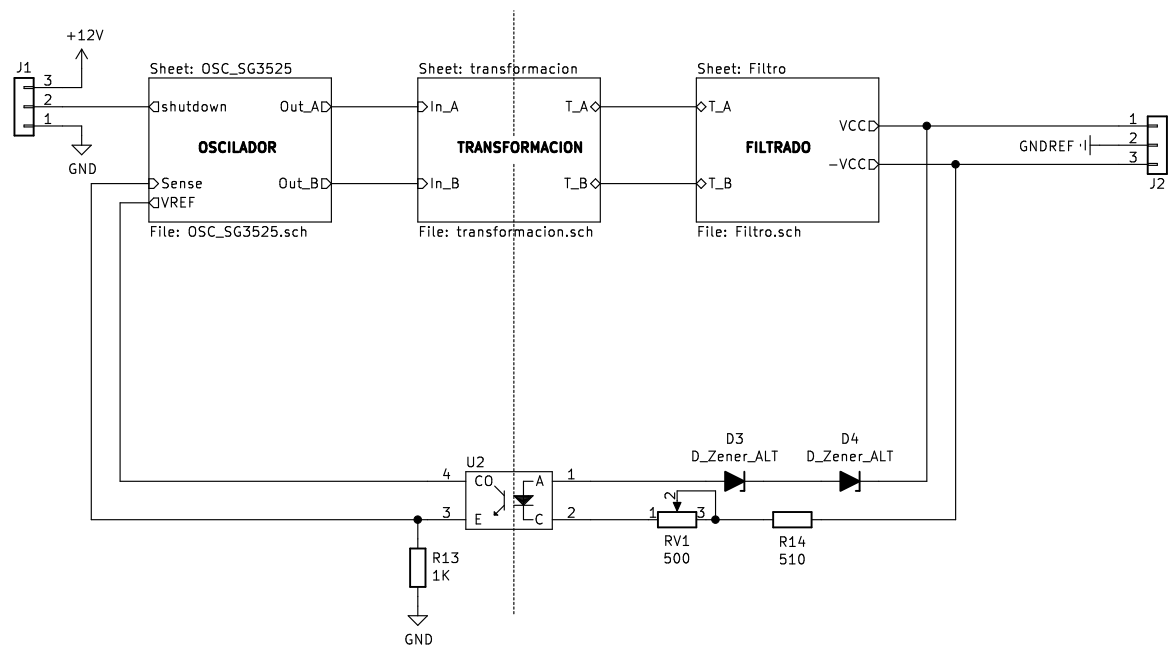 +12V
J1
3
2
1
GND
Sheet: OSC_SG3525
shutdown
Out_A
OSCILADOR
Sense
Out_B
VREF
File: OSC_SG3525.sch
Sheet: transformacion
In_A
T_A
TRANSFORMACION
In_B
T_B
File: transformacion.sch
Sheet: Filtro
T_A
VCC
FILTRADO
-VCC
T_B
File: Filtro.sch
1
GNDREF
2
3
J2
D3
D_Zener_ALT
D4
D_Zener_ALT
U2
4
CO
A
1
3
E
C
2
1
2
3
RV1
500
R14
510
R13
1K
GND